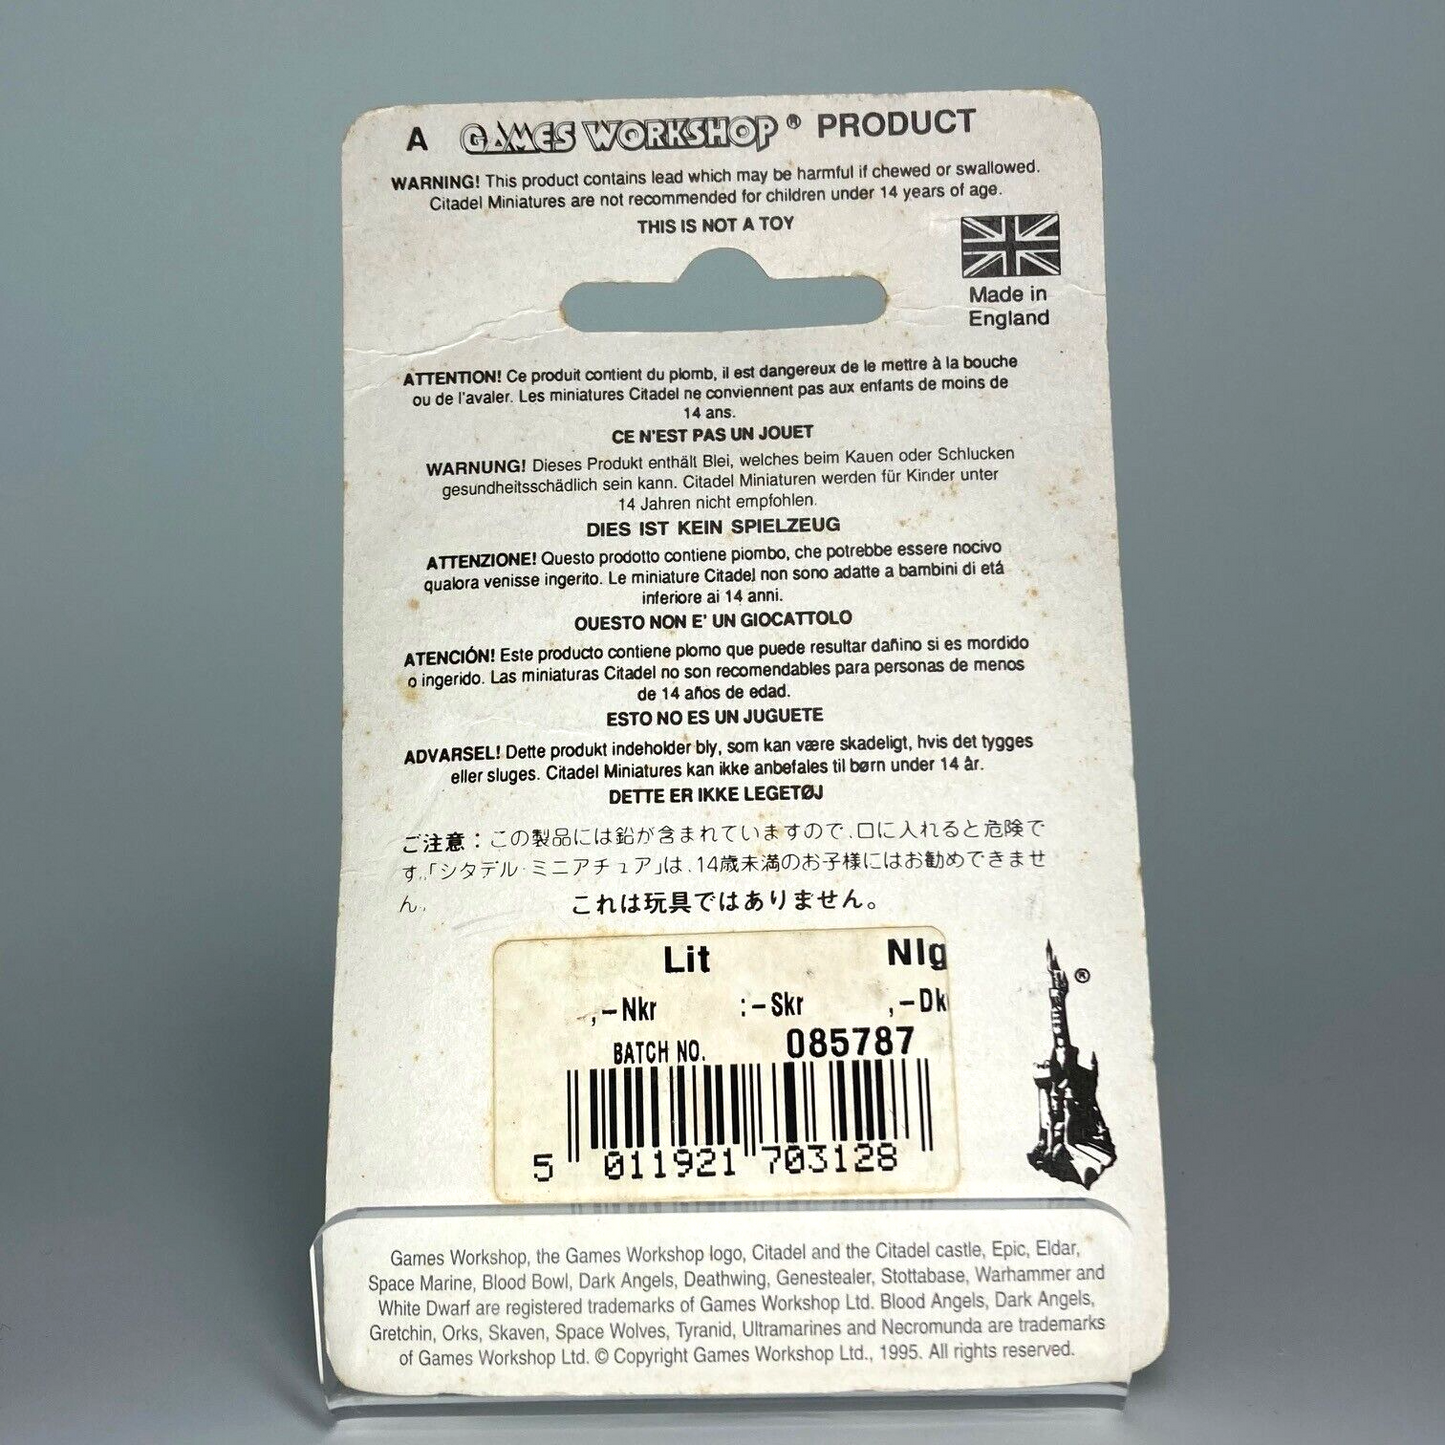 A GAMES WORKSHOP® PRODUCT
WARNING! This product contains lead which may be harmful if chewed or swallowed.
Citadel Miniatures are not recommended for children under 14 years of age.
THIS IS NOT A TOY
Made in
England
ATTENTION! Ce produit contient du plomb, il est dangereux de le mettre à la bouche
ou de l'avaler. Les miniatures Citadel ne conviennent pas aux enfants de moins de
14 ans.
CE N'EST PAS UN JOUET
WARNUNG! Dieses Produkt enthält Blei, welches beim Kauen oder Schlucken
gesundheitsschädlich sein kann. Citadel Miniaturen werden für Kinder unter
14 Jahren nicht empfohlen.
DIES IST KEIN SPIELZEUG
ATTENZIONE! Questo prodotto contiene piombo, che potrebbe essere nocivo
qualora venisse ingerito. Le miniature Citadel non sono adatte a bambini di etá
inferiore ai 14 anni.
QUESTO NON E' UN GIOCATTOLO
ATENCIÓN! Este producto contiene plomo que puede resultar dañino si es mordido
o ingerido. Las miniaturas Citadel no son recomendables para personas de menos
de 14 años de edad.
ESTO NO ES UN JUGUETE
ADVARSEL! Dette produkt indeholder bly, som kan være skadeligt, hvis det tygges
eller sluges. Citadel Miniatures kan ikke anbefales til børn under 14 år.
DETTE ER IKKE LEGETØJ
ご注意：この製品には鉛が含まれていますので、口に入れると危険で
す。「シタデル・ミニアチュア」は、14歳未満のお子様にはお勧めできませ
ん。
これは玩具ではありません。
Lit Nlg
,-Nkr :-Skr ,-Dk
BATCH NO. 085787
5 011921 703128
®
Games Workshop, the Games Workshop logo, Citadel and the Citadel castle, Epic, Eldar,
Space Marine, Blood Bowl, Dark Angels, Deathwing, Genestealer, Stottabase, Warhammer and
White Dwarf are registered trademarks of Games Workshop Ltd. Blood Angels, Dark Angels,
Gretchin, Orks, Skaven, Space Wolves, Tyranid, Ultramarines and Necromunda are trademarks
of Games Workshop Ltd. © Copyright Games Workshop Ltd., 1995. All rights reserved.